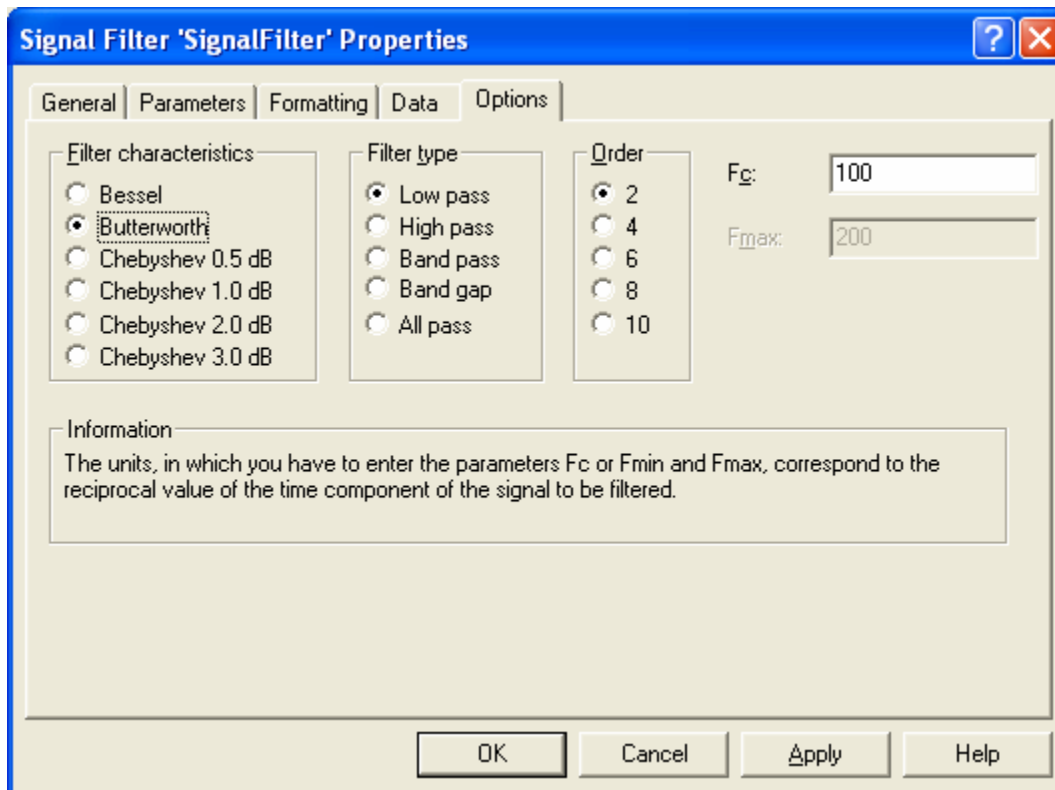 Signal Filter 'SignalFilter' Properties
General Parameters Formatting Data Options
Filter characteristics
Bessel
Butterworth
Chebyshev 0.5 dB
Chebyshev 1.0 dB
Chebyshev 2.0 dB
Chebyshev 3.0 dB
Filter type
Low pass
High pass
Band pass
Band gap
All pass
Order
2
4
6
8
10
Fc: 100
Fmax: 200
Information
The units, in which you have to enter the parameters Fc or Fmin and Fmax, correspond to the
reciprocal value of the time component of the signal to be filtered.
OK Cancel Apply Help